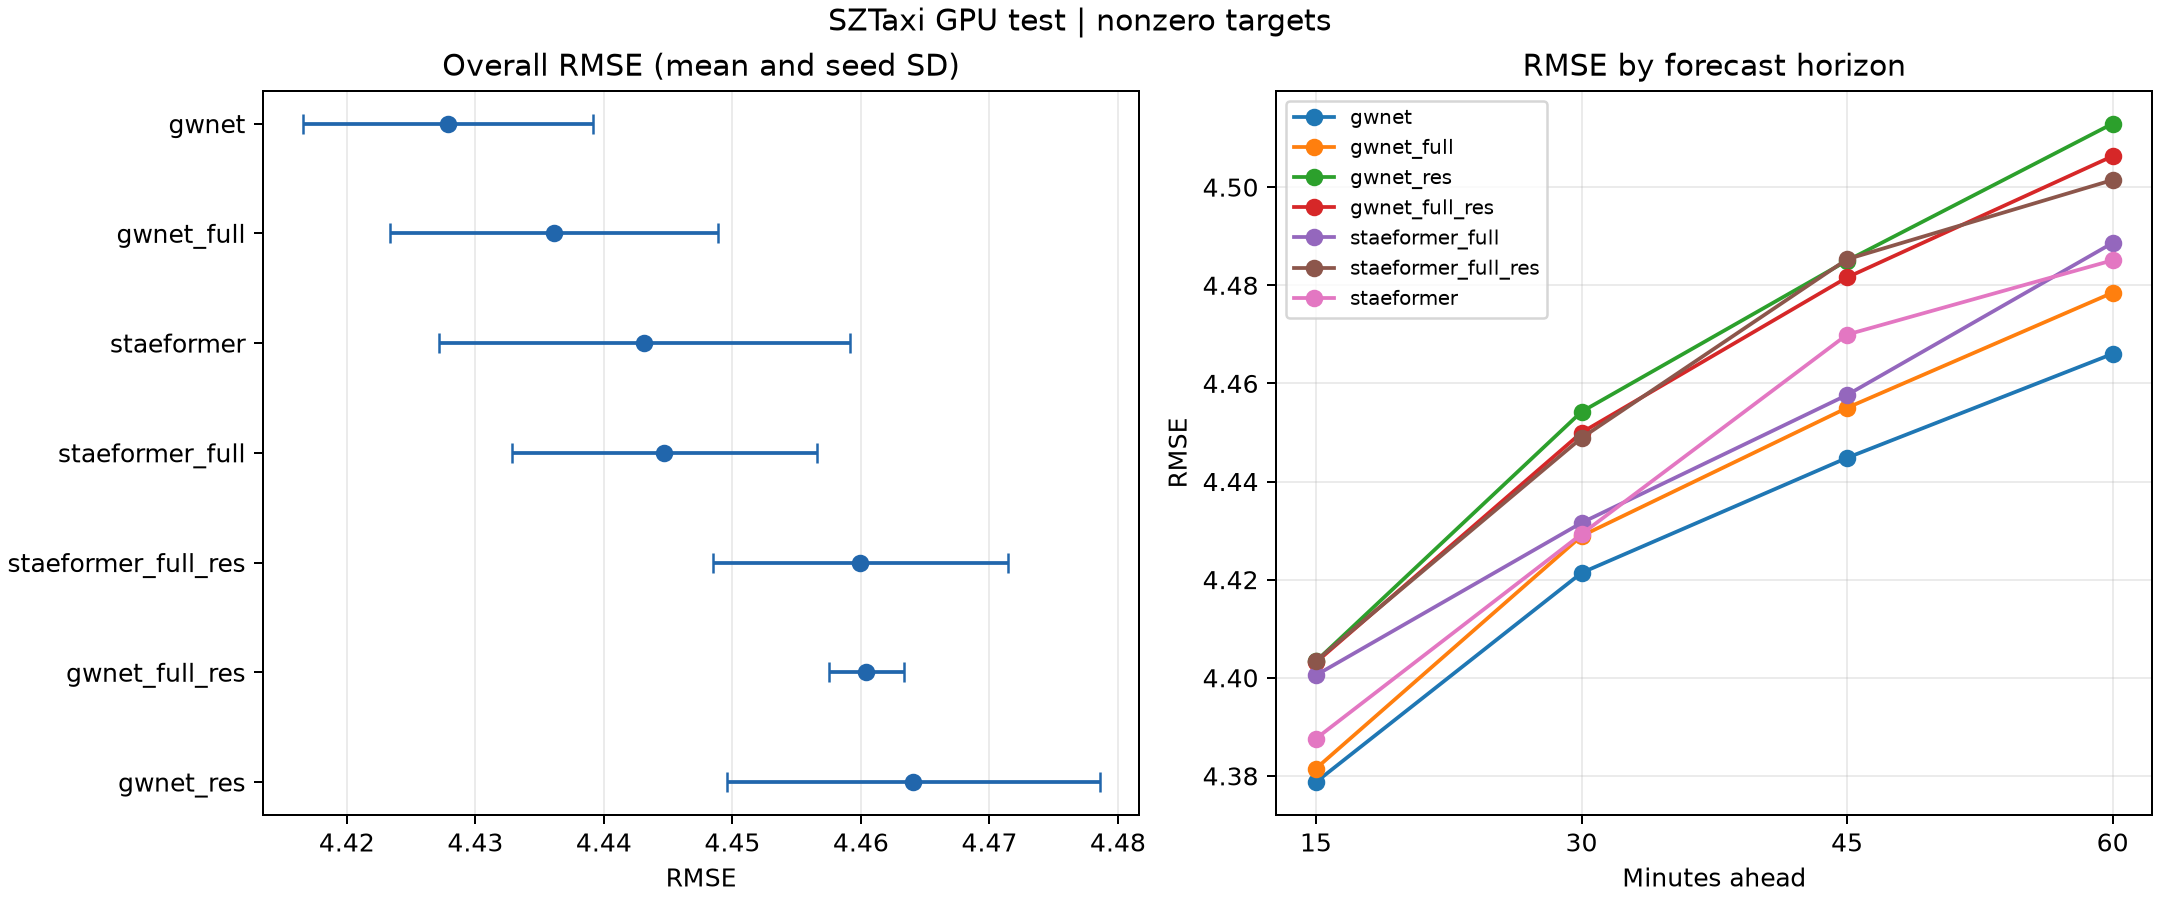 SZTaxi GPU test | nonzero targets
Overall RMSE (mean and seed SD)
gwnet
gwnet_full
staeformer
staeformer_full
staeformer_full_res
gwnet_full_res
gwnet_res
4.42 4.43 4.44 4.45 4.46 4.47 4.48
RMSE
RMSE by forecast horizon
gwnet
gwnet_full
gwnet_res
gwnet_full_res
staeformer_full
staeformer_full_res
staeformer
4.50
4.48
4.46
4.44
4.42
4.40
4.38
RMSE
15 30 45 60
Minutes ahead